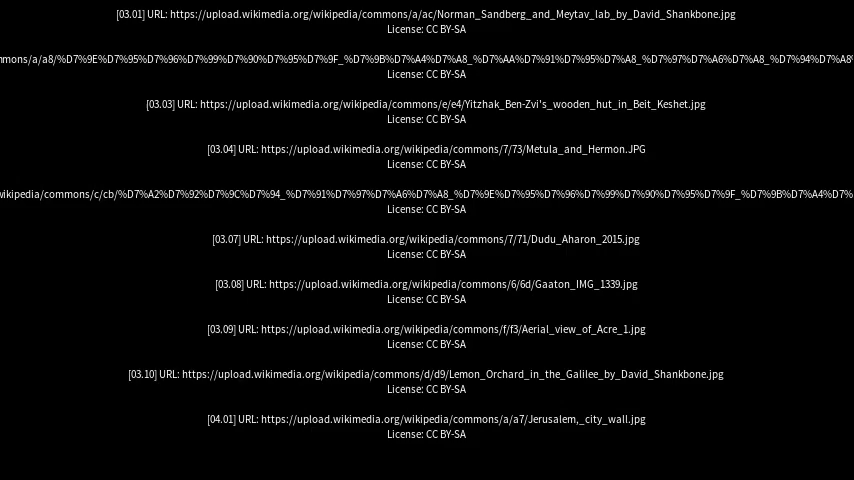 [03.01] URL: https://upload.wikimedia.org/wikipedia/commons/a/ac/Norman_Sandberg_and_Meytav_lab_by_David_Shankbone.jpg
License: CC BY-SA
mmons/a/a8/%D7%9E%D7%95%D7%96%D7%99%D7%90%D7%95%D7%9F_%D7%9B%D7%A4%D7%A8_%D7%AA%D7%91%D7%95%D7%A8_%D7%97%D7%A6%D7%A8_%D7%94%D7%A8%
License: CC BY-SA
[03.03] URL: https://upload.wikimedia.org/wikipedia/commons/e/e4/Yitzhak_Ben-Zvi's_wooden_hut_in_Beit_Keshet.jpg
License: CC BY-SA
[03.04] URL: https://upload.wikimedia.org/wikipedia/commons/7/73/Metula_and_Hermon.JPG
License: CC BY-SA
wikipedia/commons/c/cb/%D7%A2%D7%92%D7%9C%D7%94_%D7%91%D7%97%D7%A6%D7%A8_%D7%9E%D7%95%D7%96%D7%99%D7%90%D7%95%D7%9F_%D7%9B%D7%A4%D7%
License: CC BY-SA
[03.07] URL: https://upload.wikimedia.org/wikipedia/commons/7/71/Dudu_Aharon_2015.jpg
License: CC BY-SA
[03.08] URL: https://upload.wikimedia.org/wikipedia/commons/6/6d/Gaaton_IMG_1339.jpg
License: CC BY-SA
[03.09] URL: https://upload.wikimedia.org/wikipedia/commons/f/f3/Aerial_view_of_Acre_1.jpg
License: CC BY-SA
[03.10] URL: https://upload.wikimedia.org/wikipedia/commons/d/d9/Lemon_Orchard_in_the_Galilee_by_David_Shankbone.jpg
License: CC BY-SA
[04.01] URL: https://upload.wikimedia.org/wikipedia/commons/a/a7/Jerusalem,_city_wall.jpg
License: CC BY-SA